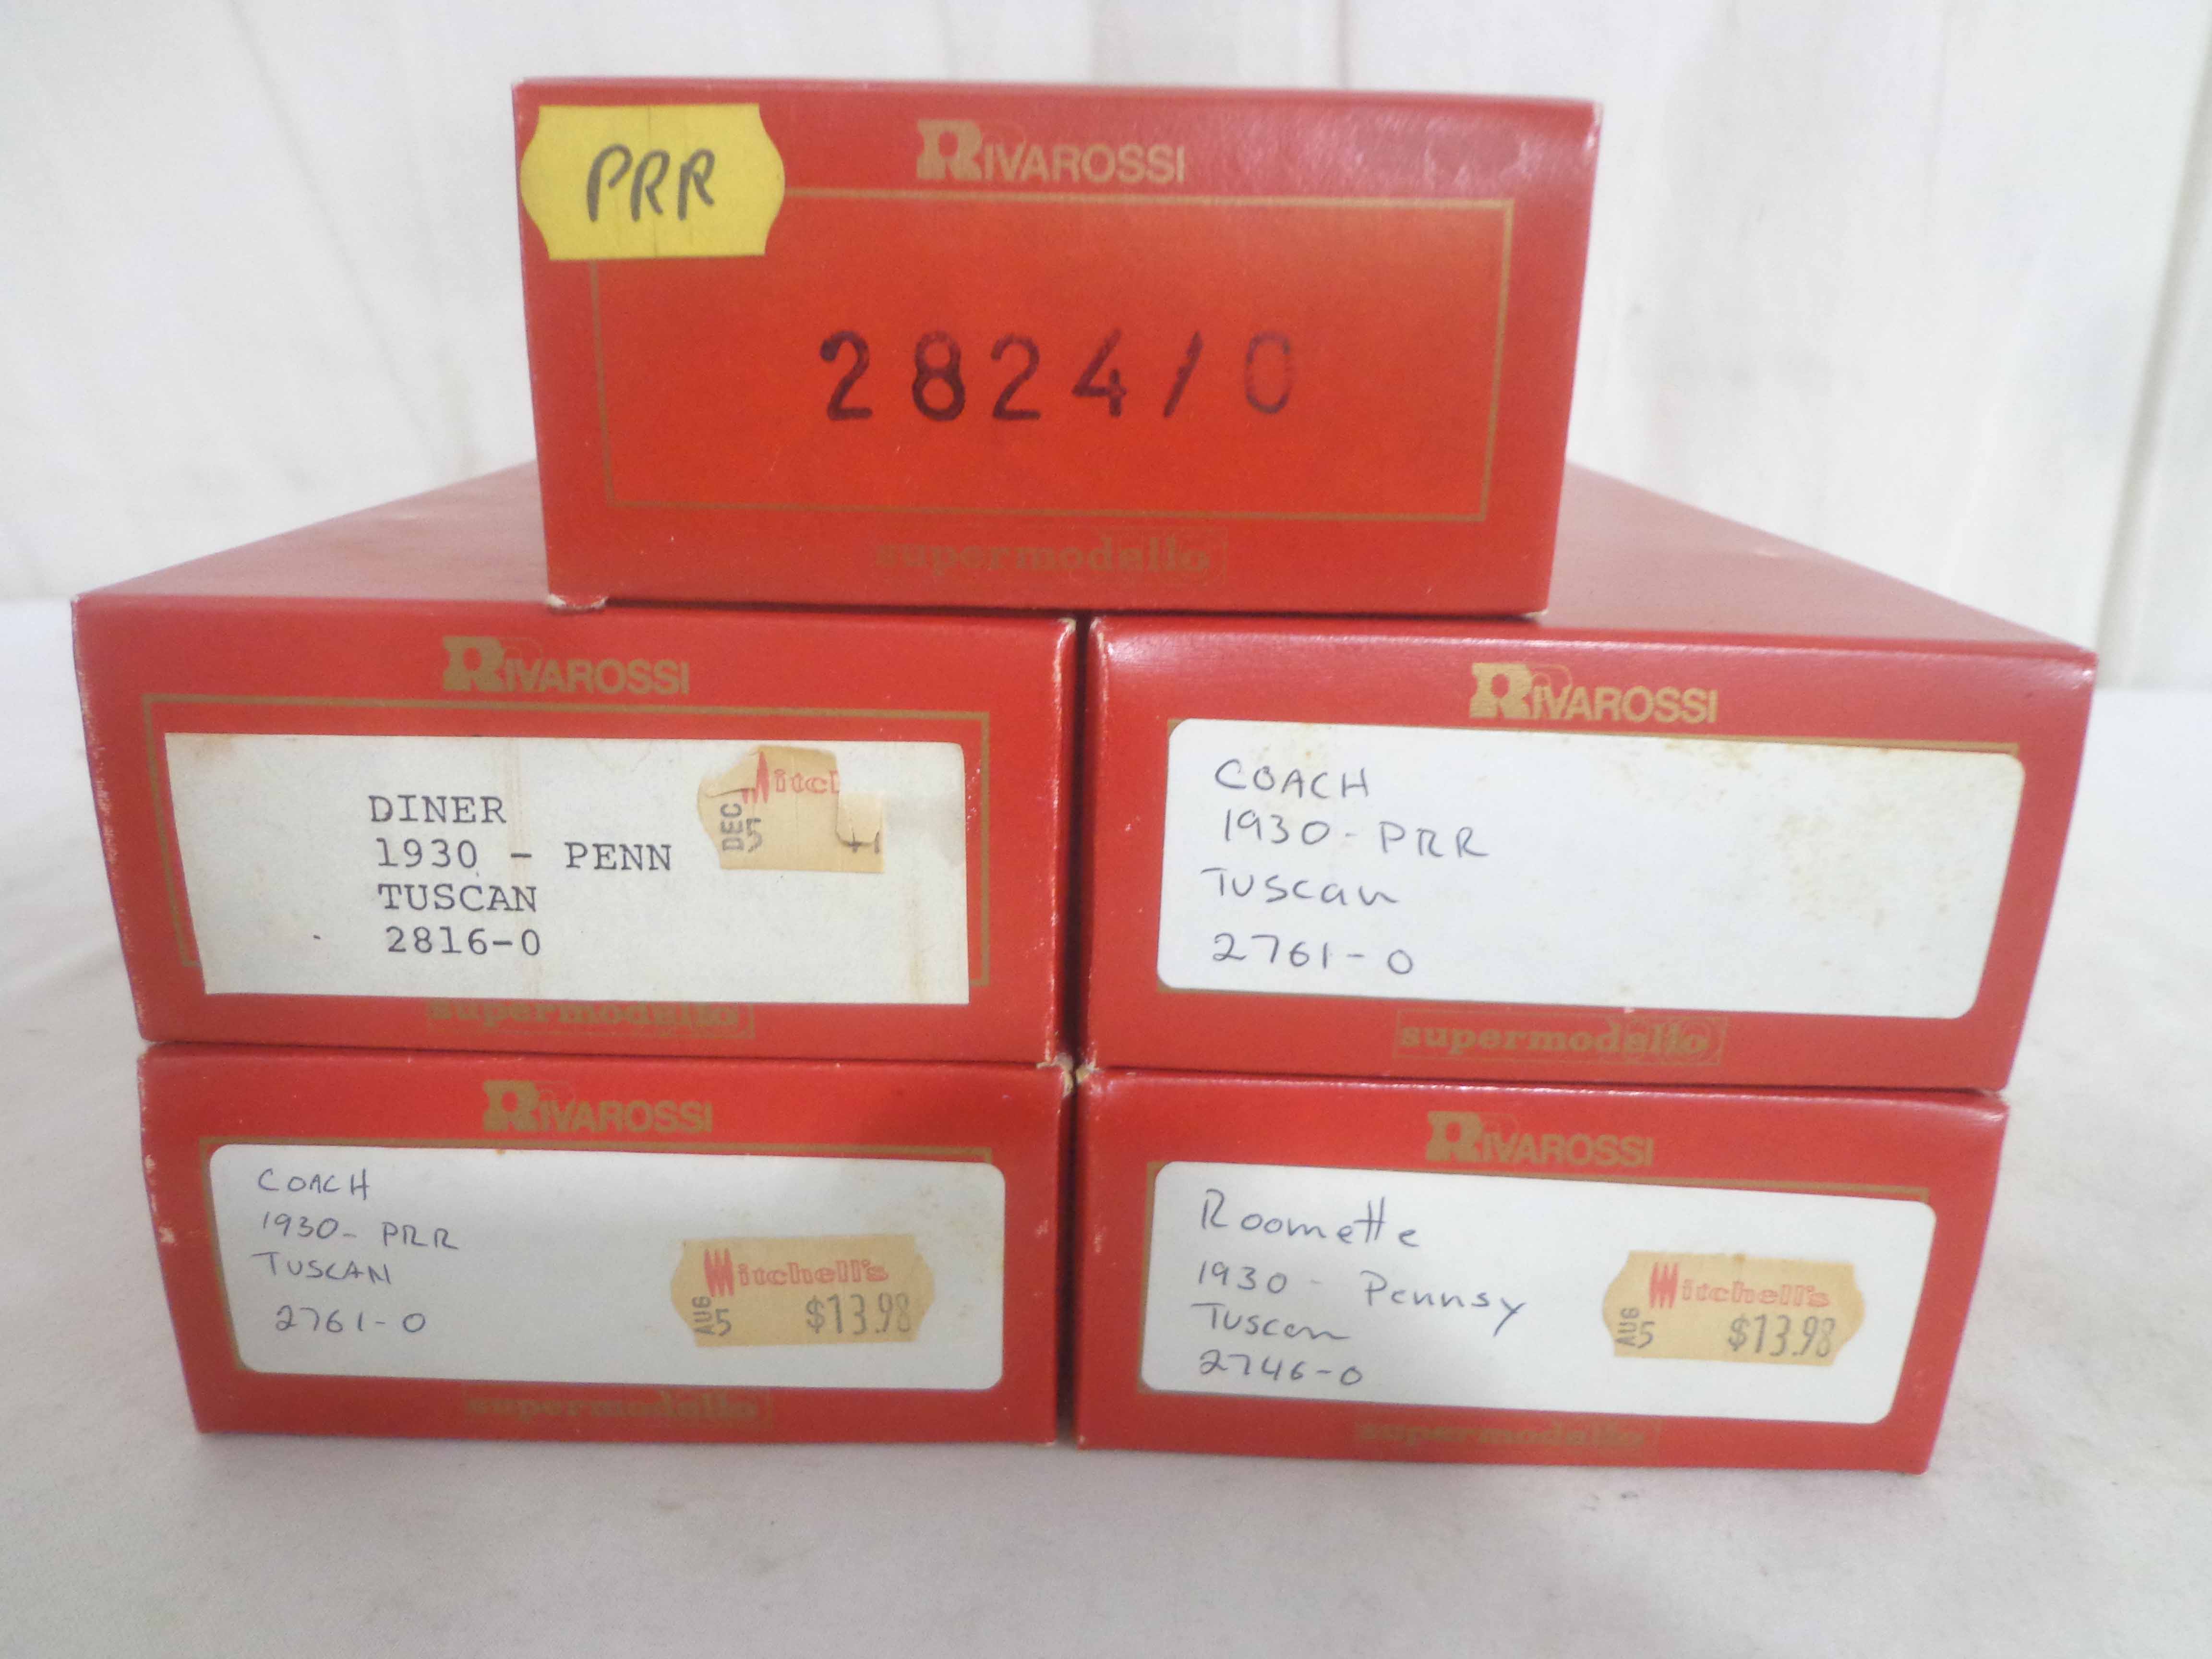 PRR
RIVAROSSI
2824/0
supermodello
RIVAROSSI
DINER
1930 - PENN
TUSCAN
2816-0
DEC
5
supermodello
RIVAROSSI
COACH
1930 - PRR
Tuscan
2761-0
supermodello
RIVAROSSI
COACH
1930 - PRR
TUSCAN
2761-0
Mitchell's
AUG
5 $13.98
supermodello
RIVAROSSI
Roomette
1930 - Pennsy
Tuscan
2746-0
Mitchell's
AUG
5 $13.98
supermodello